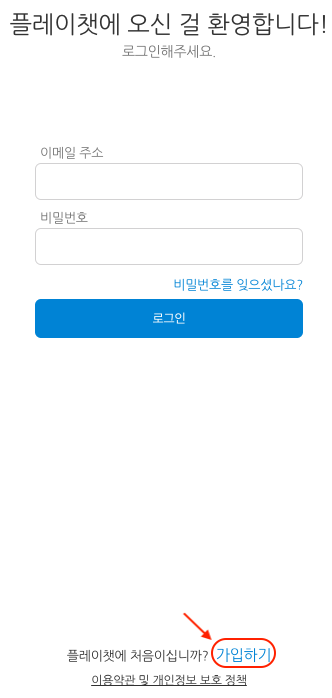 플레이챗에 오신 걸 환영합니다!
로그인해주세요.
이메일 주소
비밀번호
비밀번호를 잊으셨나요?
로그인
플레이챗에 처음이십니까? 가입하기
이용약관 및 개인정보 보호 정책